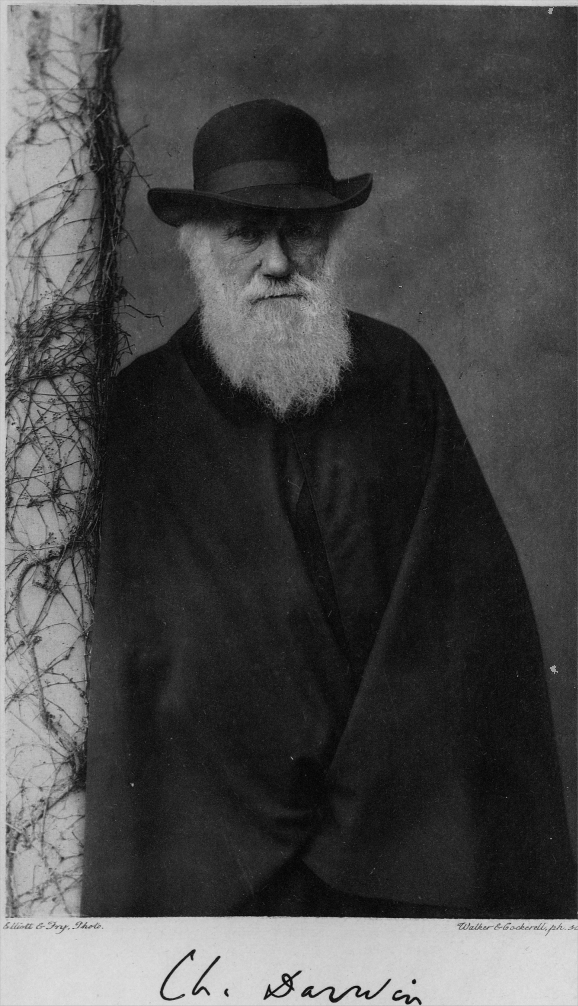 Elliott & Fry, Photo.
Walker & Cockerell, ph. sc
Ch. Darwin